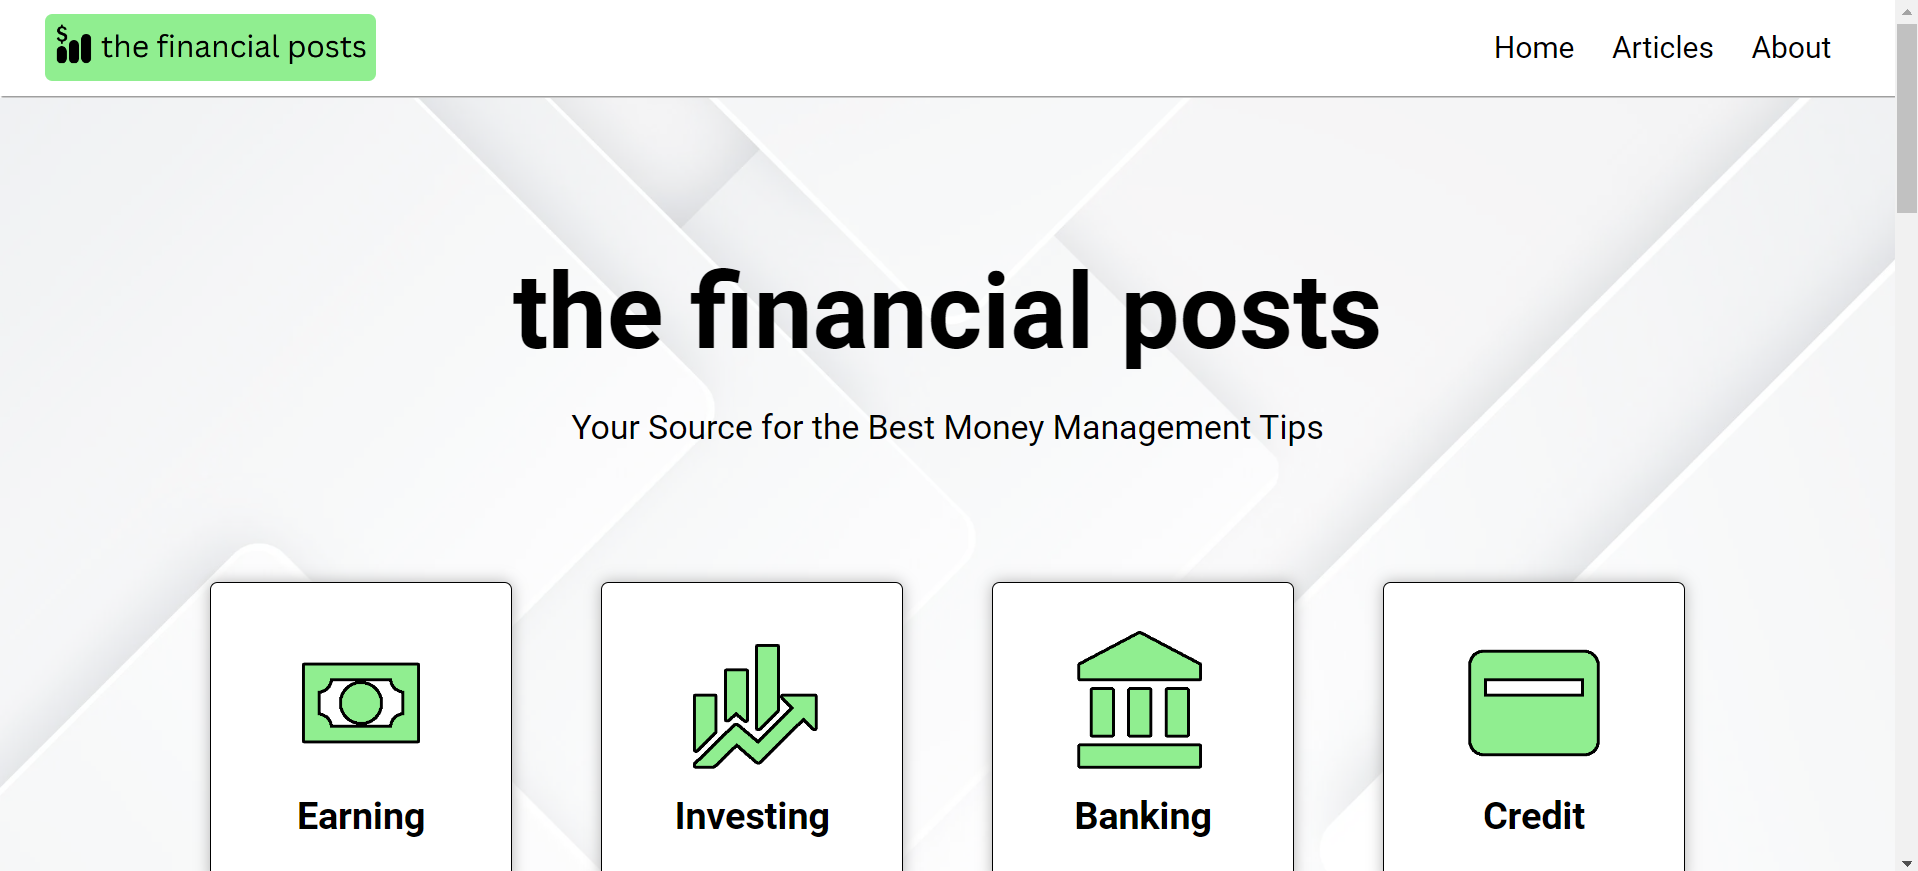 $ the financial posts
Home Articles About
the financial posts
Your Source for the Best Money Management Tips
Earning Investing Banking Credit